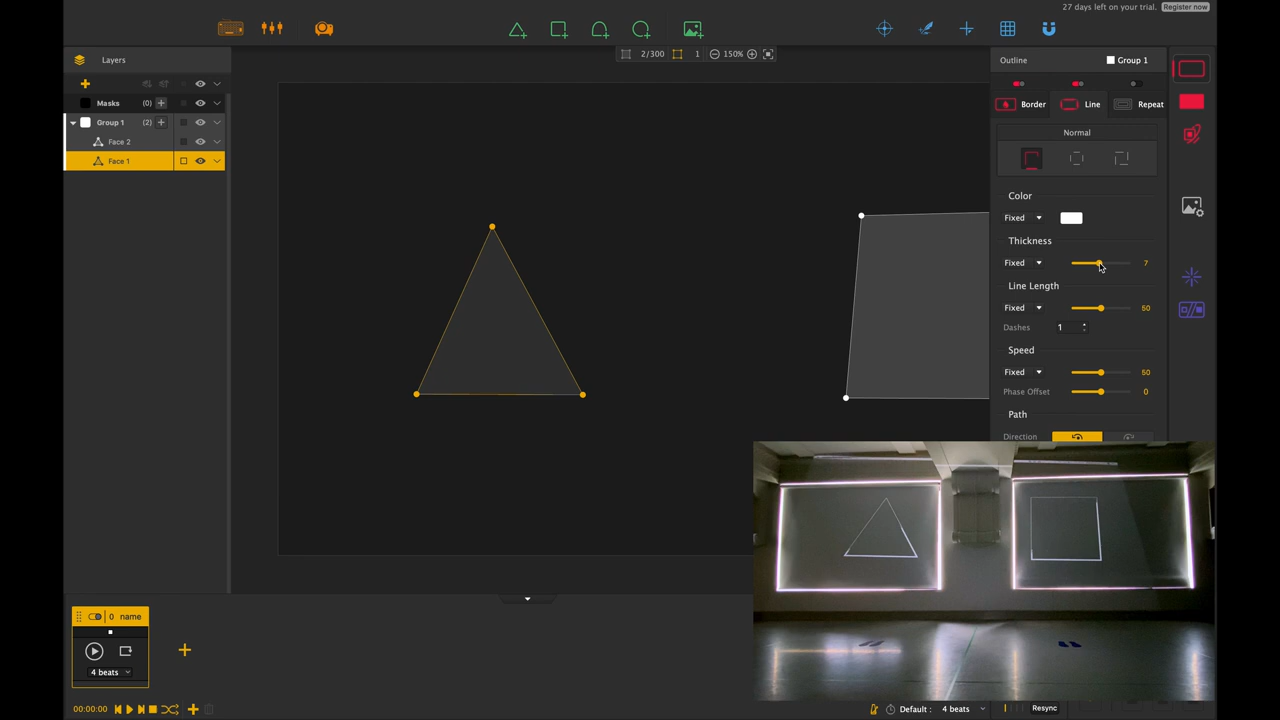 27 days left on your trial. Register now
Layers
2/300 1 150%
Outline Group 1
Masks (0)
Group 1 (2)
Face 2
Face 1
Border Line Repeat
Normal
Color
Fixed
Thickness
Fixed 7
Line Length
Fixed 50
Dashes 1
Speed
Fixed 50
Phase Offset 0
Path
Direction
0 name
4 beats
00:00:00
Default : 4 beats Resync